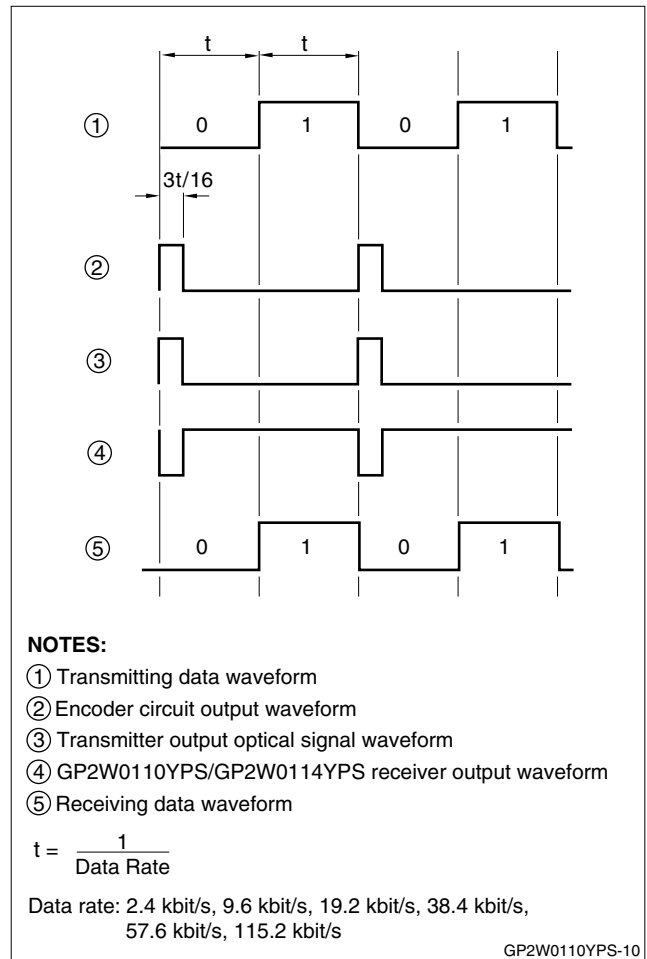 t t
① 0 1 0 1
3t/16
②
③
④
⑤ 0 1 0 1
NOTES:
① Transmitting data waveform
② Encoder circuit output waveform
③ Transmitter output optical signal waveform
④ GP2W0110YPS/GP2W0114YPS receiver output waveform
⑤ Receiving data waveform
t = 1
Data Rate
Data rate: 2.4 kbit/s, 9.6 kbit/s, 19.2 kbit/s, 38.4 kbit/s,
57.6 kbit/s, 115.2 kbit/s
GP2W0110YPS-10